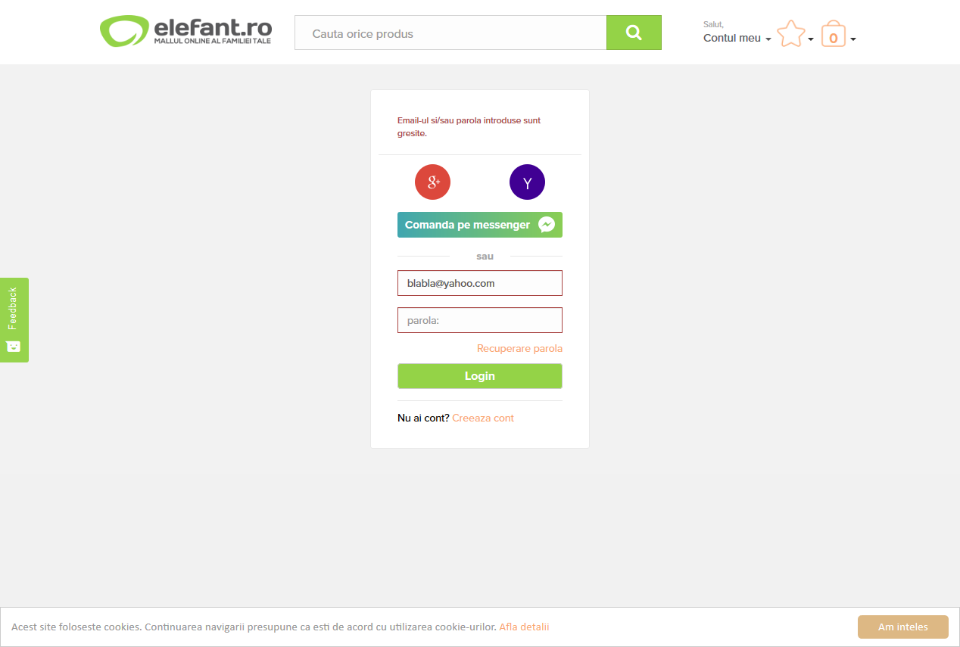 elefant.ro
MALLUL ONLINE AL FAMILIEI TALE
Cauta orice produs
Salut,
Contul meu
0
Email-ul si/sau parola introduse sunt
gresite.
g+
Y
Comanda pe messenger
sau
blabla@yahoo.com
parola:
Recuperare parola
Login
Nu ai cont? Creeaza cont
Feedback
Acest site foloseste cookies. Continuarea navigarii presupune ca esti de acord cu utilizarea cookie-urilor. Afla detalii
Am inteles